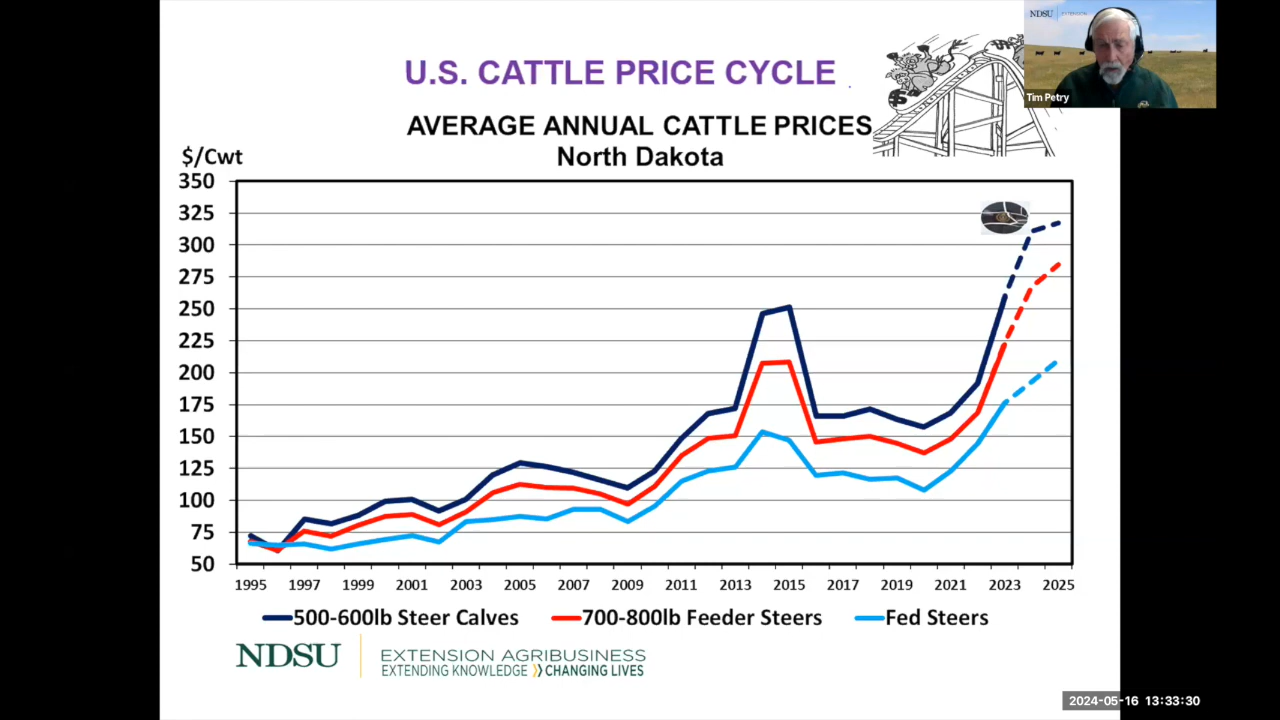 NDSU EXTENSION
Tim Petry
U.S. CATTLE PRICE CYCLE
AVERAGE ANNUAL CATTLE PRICES
North Dakota
$/Cwt
$
350
325
300
275
250
225
200
175
150
125
100
75
50
1995 1997 1999 2001 2003 2005 2007 2009 2011 2013 2015 2017 2019 2021 2023 2025
500-600lb Steer Calves 700-800lb Feeder Steers Fed Steers
NDSU EXTENSION AGRIBUSINESS
EXTENDING KNOWLEDGE CHANGING LIVES
2024-05-16 13:33:30